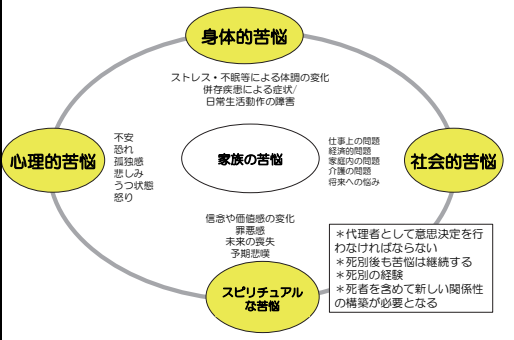 身体的苦悩
ストレス・不眠等による体調の変化
併存疾患による症状/
日常生活動作の障害
心理的苦悩
不安
恐れ
孤独感
悲しみ
うつ状態
怒り
家族の苦悩
仕事上の問題
経済的問題
家庭内の問題
介護の問題
将来への悩み
社会的苦悩
信念や価値感の変化
罪悪感
未来の喪失
予期悲嘆
スピリチュアル
な苦悩
＊代理者として意思決定を行
わなければならない
＊死別後も苦悩は継続する
＊死別の経験
＊死者を含めて新しい関係性
の構築が必要となる